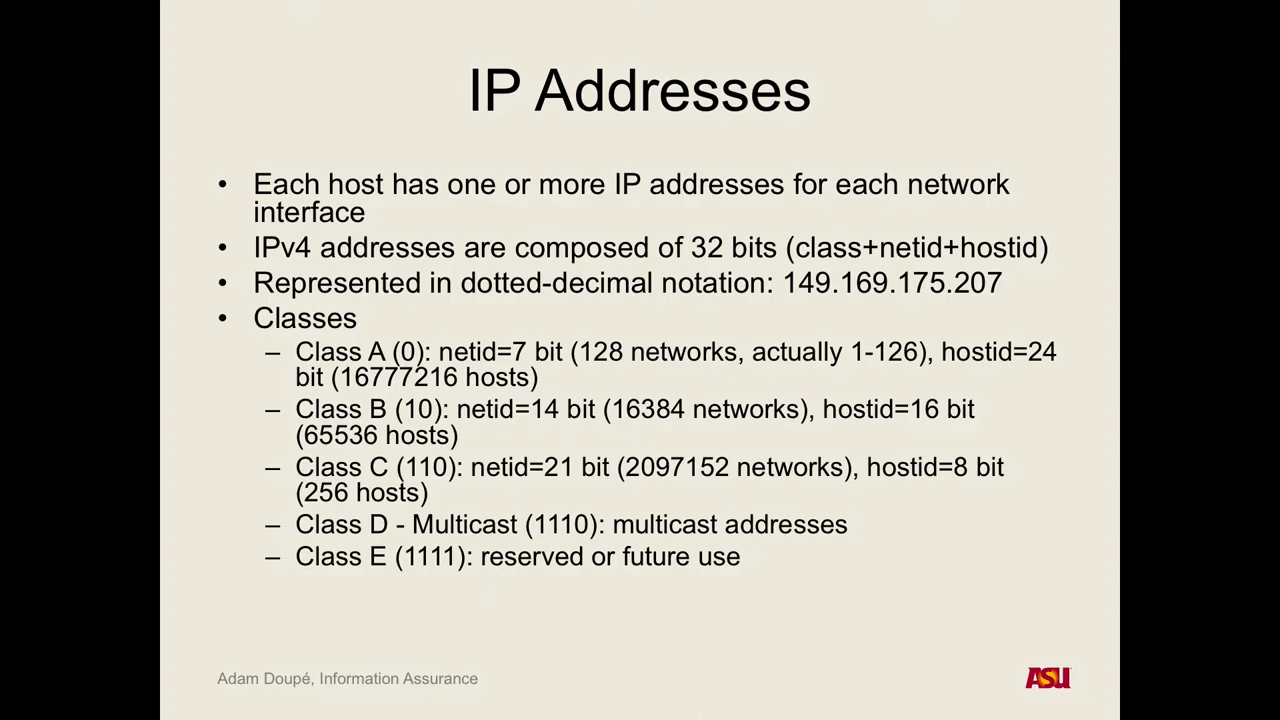 IP Addresses
• Each host has one or more IP addresses for each network
interface
• IPv4 addresses are composed of 32 bits (class+netid+hostid)
• Represented in dotted-decimal notation: 149.169.175.207
• Classes
– Class A (0): netid=7 bit (128 networks, actually 1-126), hostid=24
bit (16777216 hosts)
– Class B (10): netid=14 bit (16384 networks), hostid=16 bit
(65536 hosts)
– Class C (110): netid=21 bit (2097152 networks), hostid=8 bit
(256 hosts)
– Class D - Multicast (1110): multicast addresses
– Class E (1111): reserved or future use
Adam Doupé, Information Assurance
ASU